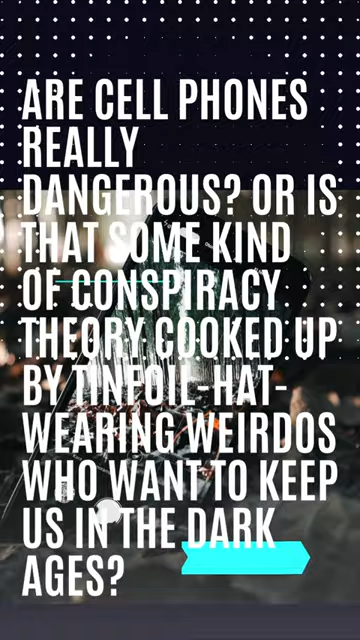 ARE CELL PHONES
REALLY
DANGEROUS? OR IS
THAT SOME KIND
OF CONSPIRACY
THEORY COOKED UP
BY TINFOIL-HAT-
WEARING WEIRDOS
WHO WANT TO KEEP
US IN THE DARK
AGES?